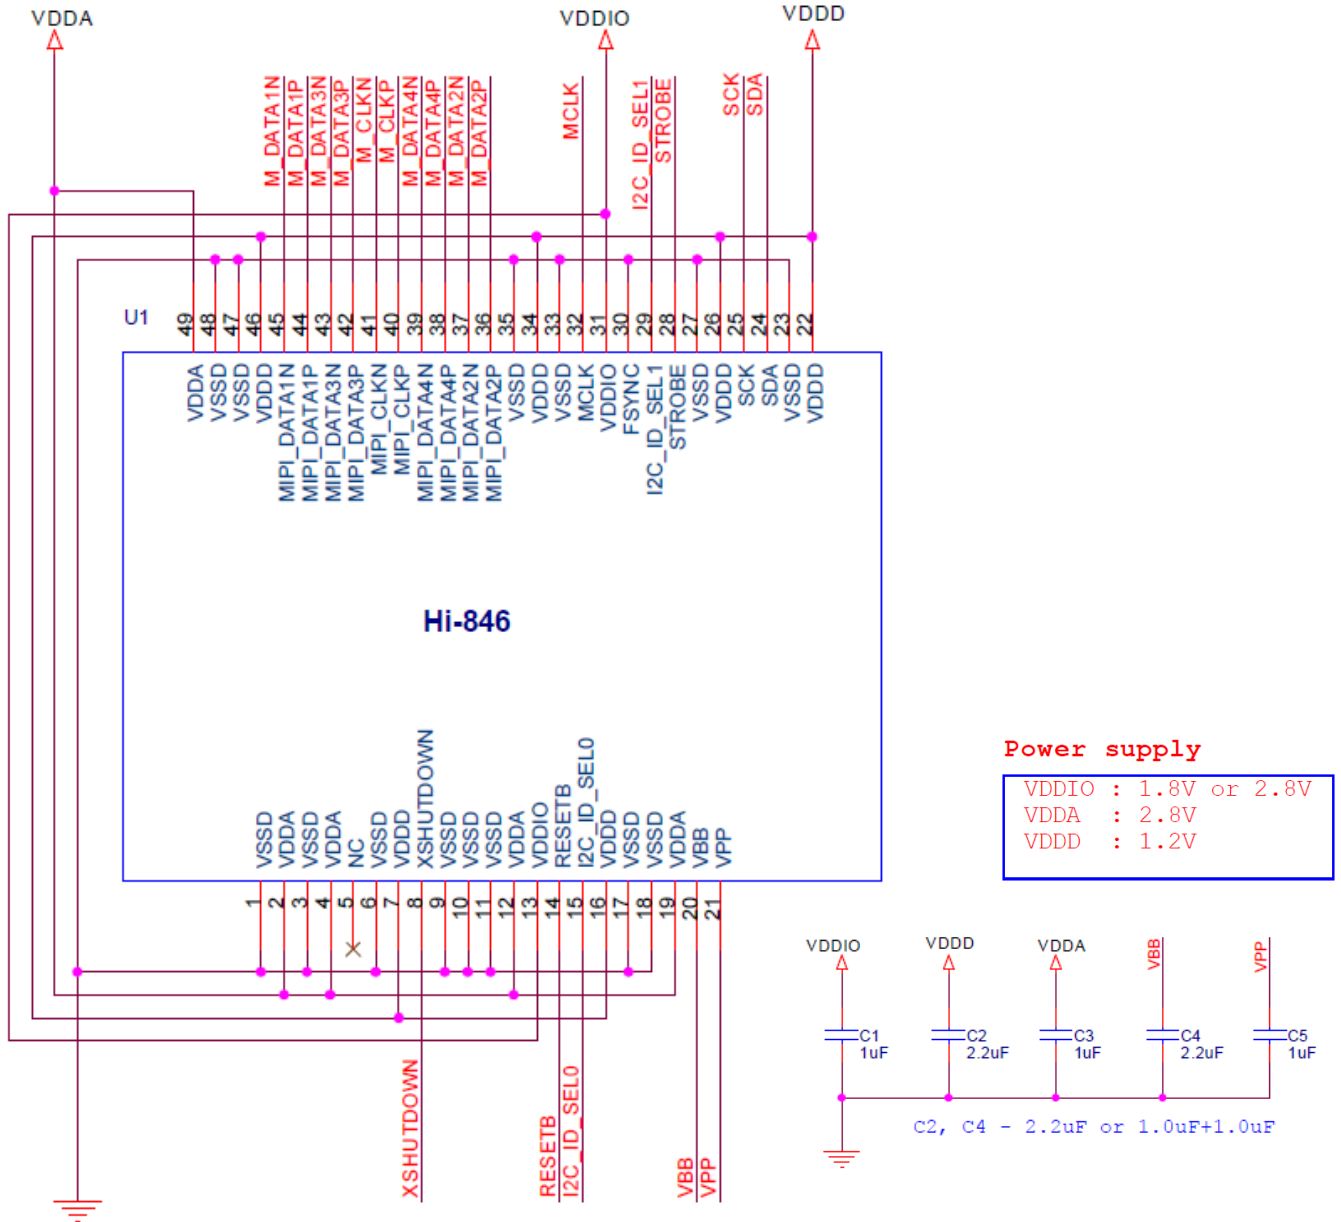 VDDA
VDDIO
VDDD
M_DATA1N
M_DATA1P
M_DATA3N
M_DATA3P
M_CLKN
M_CLKP
M_DATA4N
M_DATA4P
M_DATA2N
M_DATA2P
MCLK
I2C_ID_SEL1
STROBE
SCK
SDA
U1
49
48
47
46
45
44
43
42
41
40
39
38
37
36
35
34
33
32
31
30
29
28
27
26
25
24
23
22
VDDA
VSSD
VSSD
VDDD
MIPI_DATA1N
MIPI_DATA1P
MIPI_DATA3N
MIPI_DATA3P
MIPI_CLKN
MIPI_CLKP
MIPI_DATA4N
MIPI_DATA4P
MIPI_DATA2N
MIPI_DATA2P
VSSD
VDDD
VSSD
MCLK
VDDIO
FSYNC
I2C_ID_SEL1
STROBE
VSSD
VDDD
SCK
SDA
VSSD
VDDD
Hi-846
VSSD
VDDA
VSSD
VDDA
NC
VSSD
VDDD
XSHUTDOWN
VSSD
VSSD
VSSD
VDDA
VDDIO
RESETB
I2C_ID_SEL0
VDDD
VSSD
VSSD
VDDA
VBB
VPP
1
2
3
4
5
6
7
8
9
10
11
12
13
14
15
16
17
18
19
20
21
XSHUTDOWN
RESETB
I2C_ID_SEL0
VBB
VPP
Power supply
VDDIO : 1.8V or 2.8V
VDDA : 2.8V
VDDD : 1.2V
VDDIO
VDDD
VDDA
VBB
VPP
C1
1uF
C2
2.2uF
C3
1uF
C4
2.2uF
C5
1uF
C2, C4 - 2.2uF or 1.0uF+1.0uF